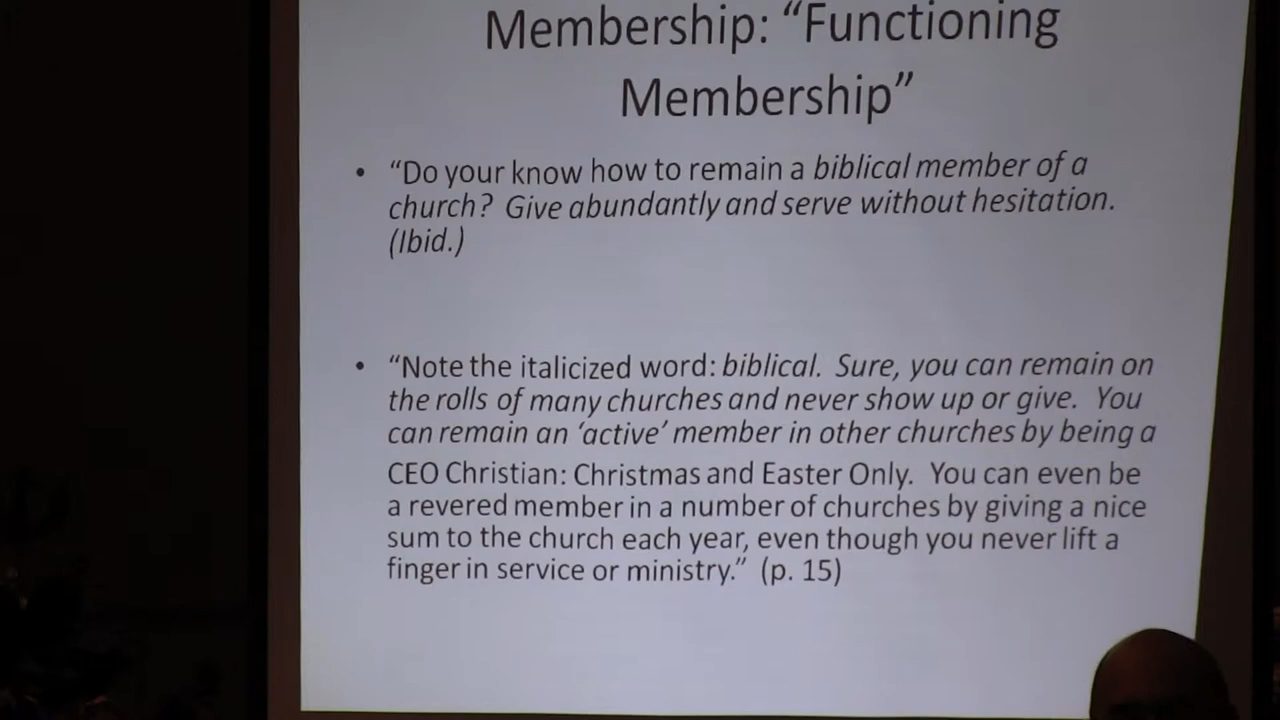 Membership: “Functioning
Membership”
• “Do your know how to remain a biblical member of a
church? Give abundantly and serve without hesitation.
(Ibid.)
• “Note the italicized word: biblical. Sure, you can remain on
the rolls of many churches and never show up or give. You
can remain an ‘active’ member in other churches by being a
CEO Christian: Christmas and Easter Only. You can even be
a revered member in a number of churches by giving a nice
sum to the church each year, even though you never lift a
finger in service or ministry.” (p. 15)